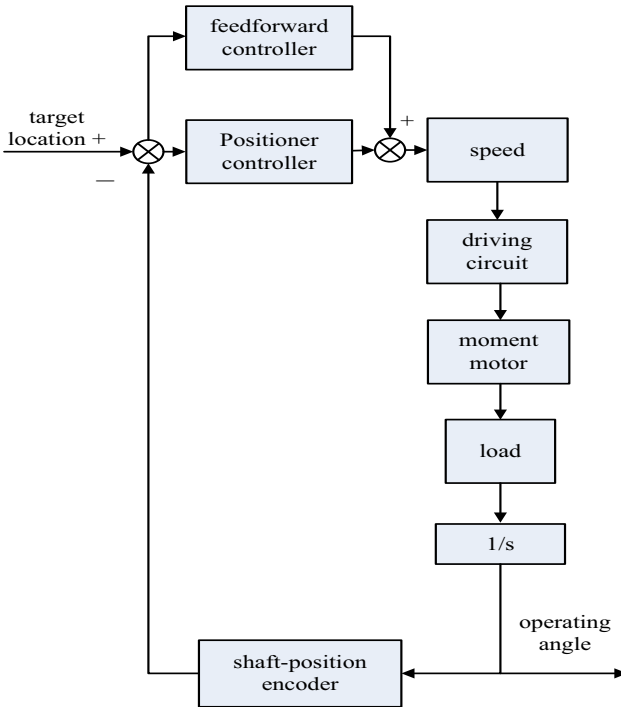 feedforward
controller
target
location +
—
Positioner
controller
+
speed
driving
circuit
moment
motor
load
1/s
operating
angle
shaft-position
encoder